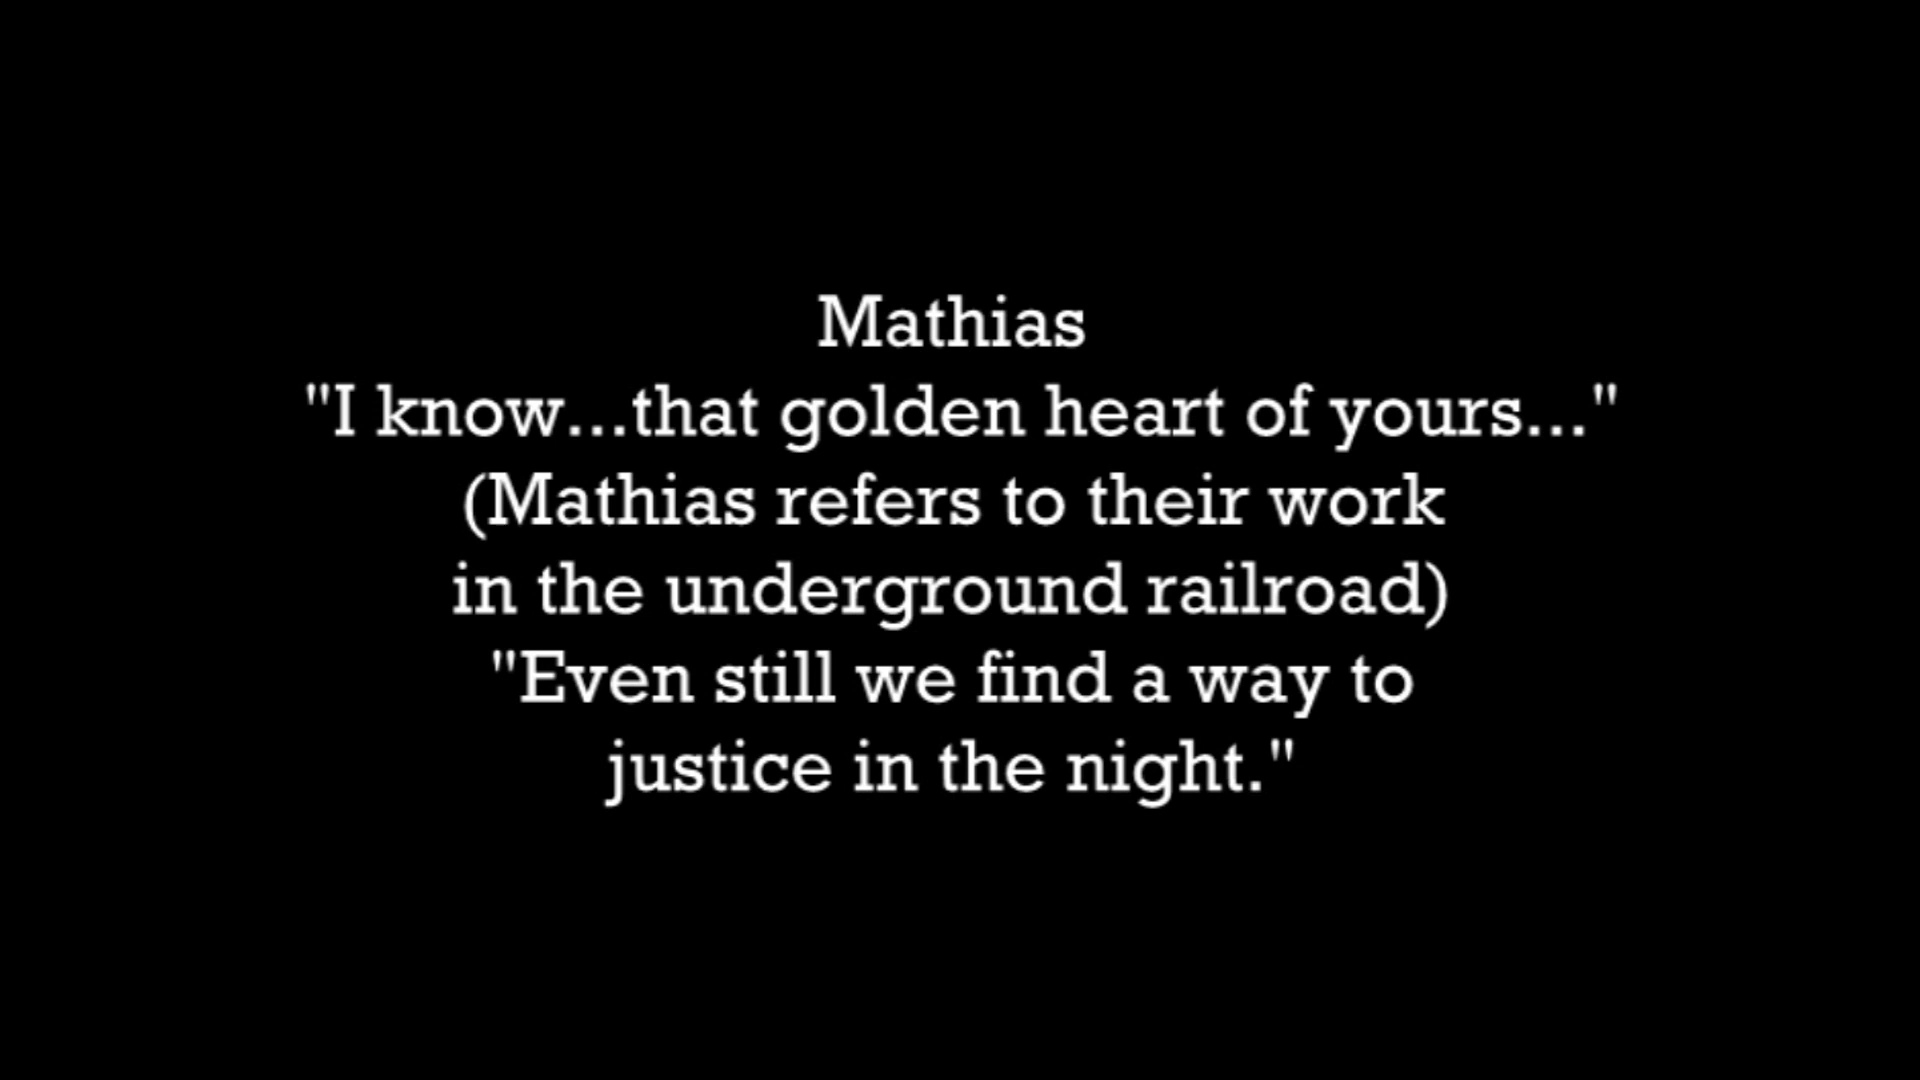 Mathias
"I know...that golden heart of yours..."
(Mathias refers to their work
in the underground railroad)
"Even still we find a way to
justice in the night."